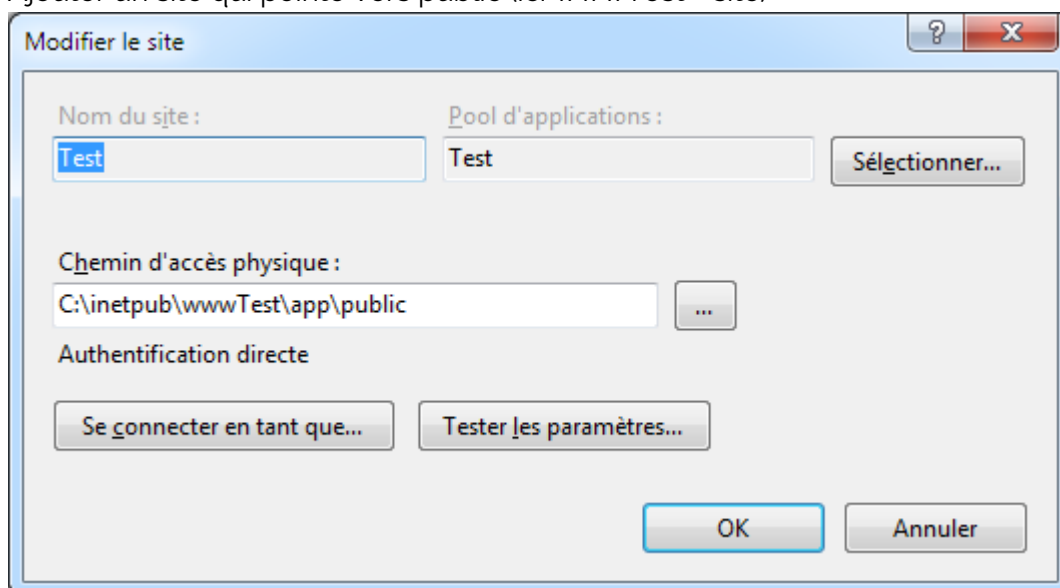 Modifier le site
Nom du site :
Pool d'applications :
Test
Test
Sélectionner...
Chemin d'accès physique :
C:\inetpub\wwwTest\app\public
...
Authentification directe
Se connecter en tant que...
Tester les paramètres...
OK
Annuler